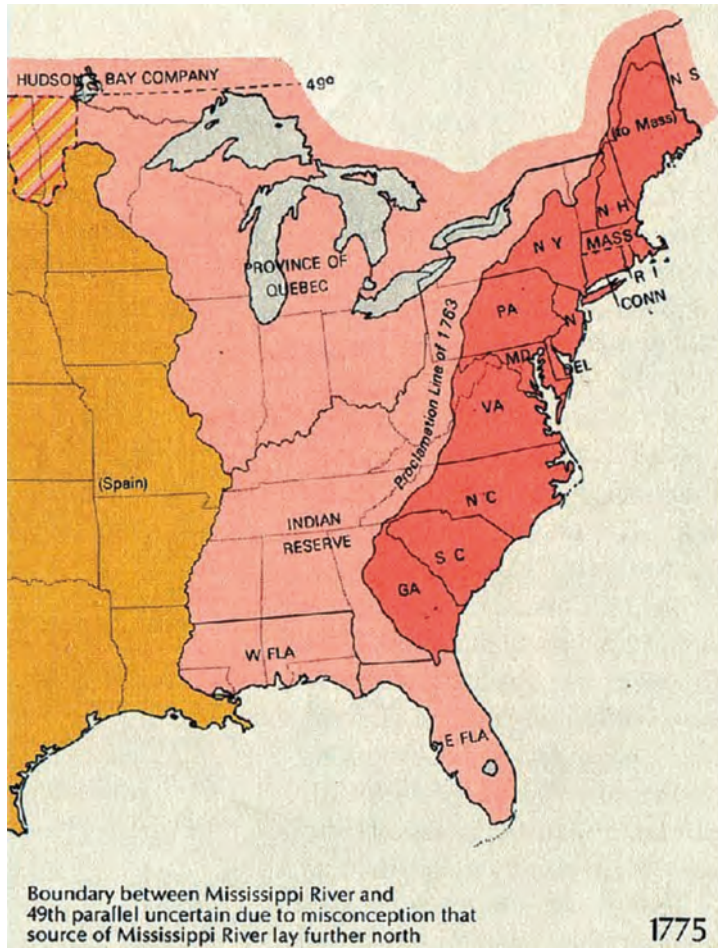 HUDSON'S BAY COMPANY
49º
N S
(to Mass)
N H
N Y
MASS
R I
CONN
PROVINCE OF
QUEBEC
PA
N J
MD
DEL
Proclamation Line of 1763
VA
(Spain)
N C
INDIAN
RESERVE
S C
GA
W FLA
E FLA
Boundary between Mississippi River and
49th parallel uncertain due to misconception that
source of Mississippi River lay further north
1775